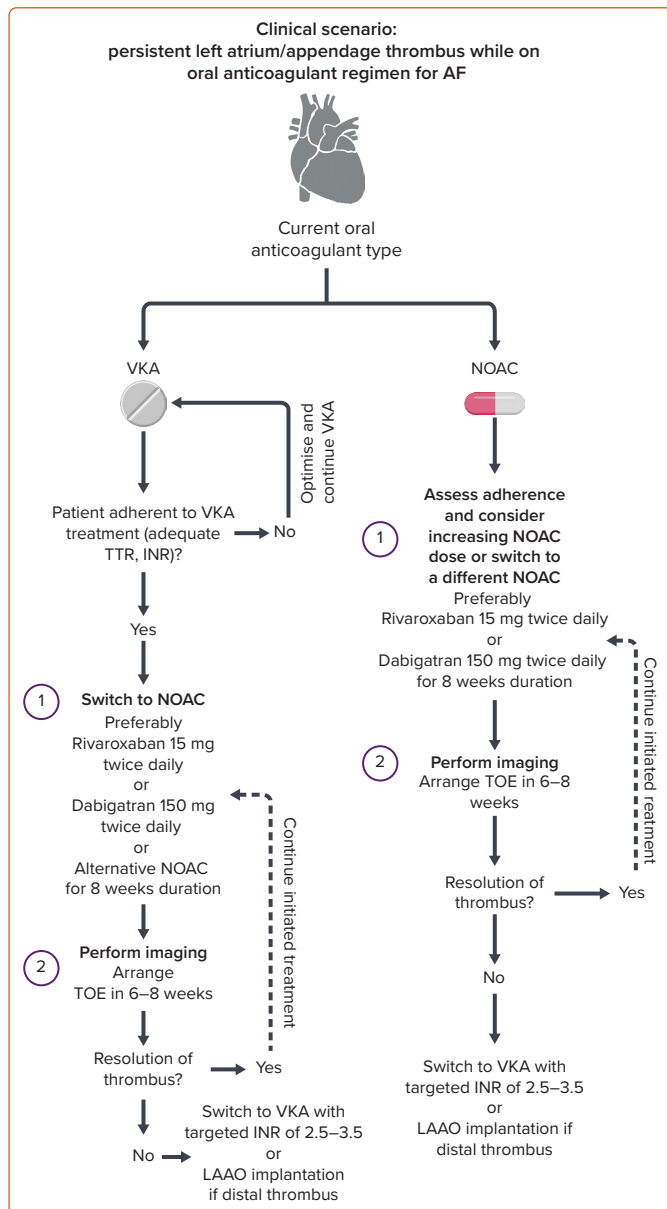 Clinical scenario:
persistent left atrium/appendage thrombus while on
oral anticoagulant regimen for AF
Current oral
anticoagulant type
VKA
Optimise and
continue VKA
Patient adherent to VKA
treatment (adequate
TTR, INR)?
No
Yes
1
Switch to NOAC
Preferably
Rivaroxaban 15 mg
twice daily
or
Dabigatran 150 mg
twice daily
or
Alternative NOAC
for 8 weeks duration
2
Perform imaging
Arrange
TOE in 6–8 weeks
Continue initiated treatment
Resolution of
thrombus?
Yes
No
Switch to VKA with
targeted INR of 2.5–3.5
or
LAAO implantation
if distal thrombus
NOAC
1
Assess adherence
and consider
increasing NOAC
dose or switch to
a different NOAC
Preferably
Rivaroxaban 15 mg twice daily
or
Dabigatran 150 mg twice daily
for 8 weeks duration
2
Perform imaging
Arrange TOE in 6–8
weeks
Continue initiated reatment
Resolution of
thrombus?
Yes
No
Switch to VKA with
targeted INR of 2.5–3.5
or
LAAO implantation if
distal thrombus